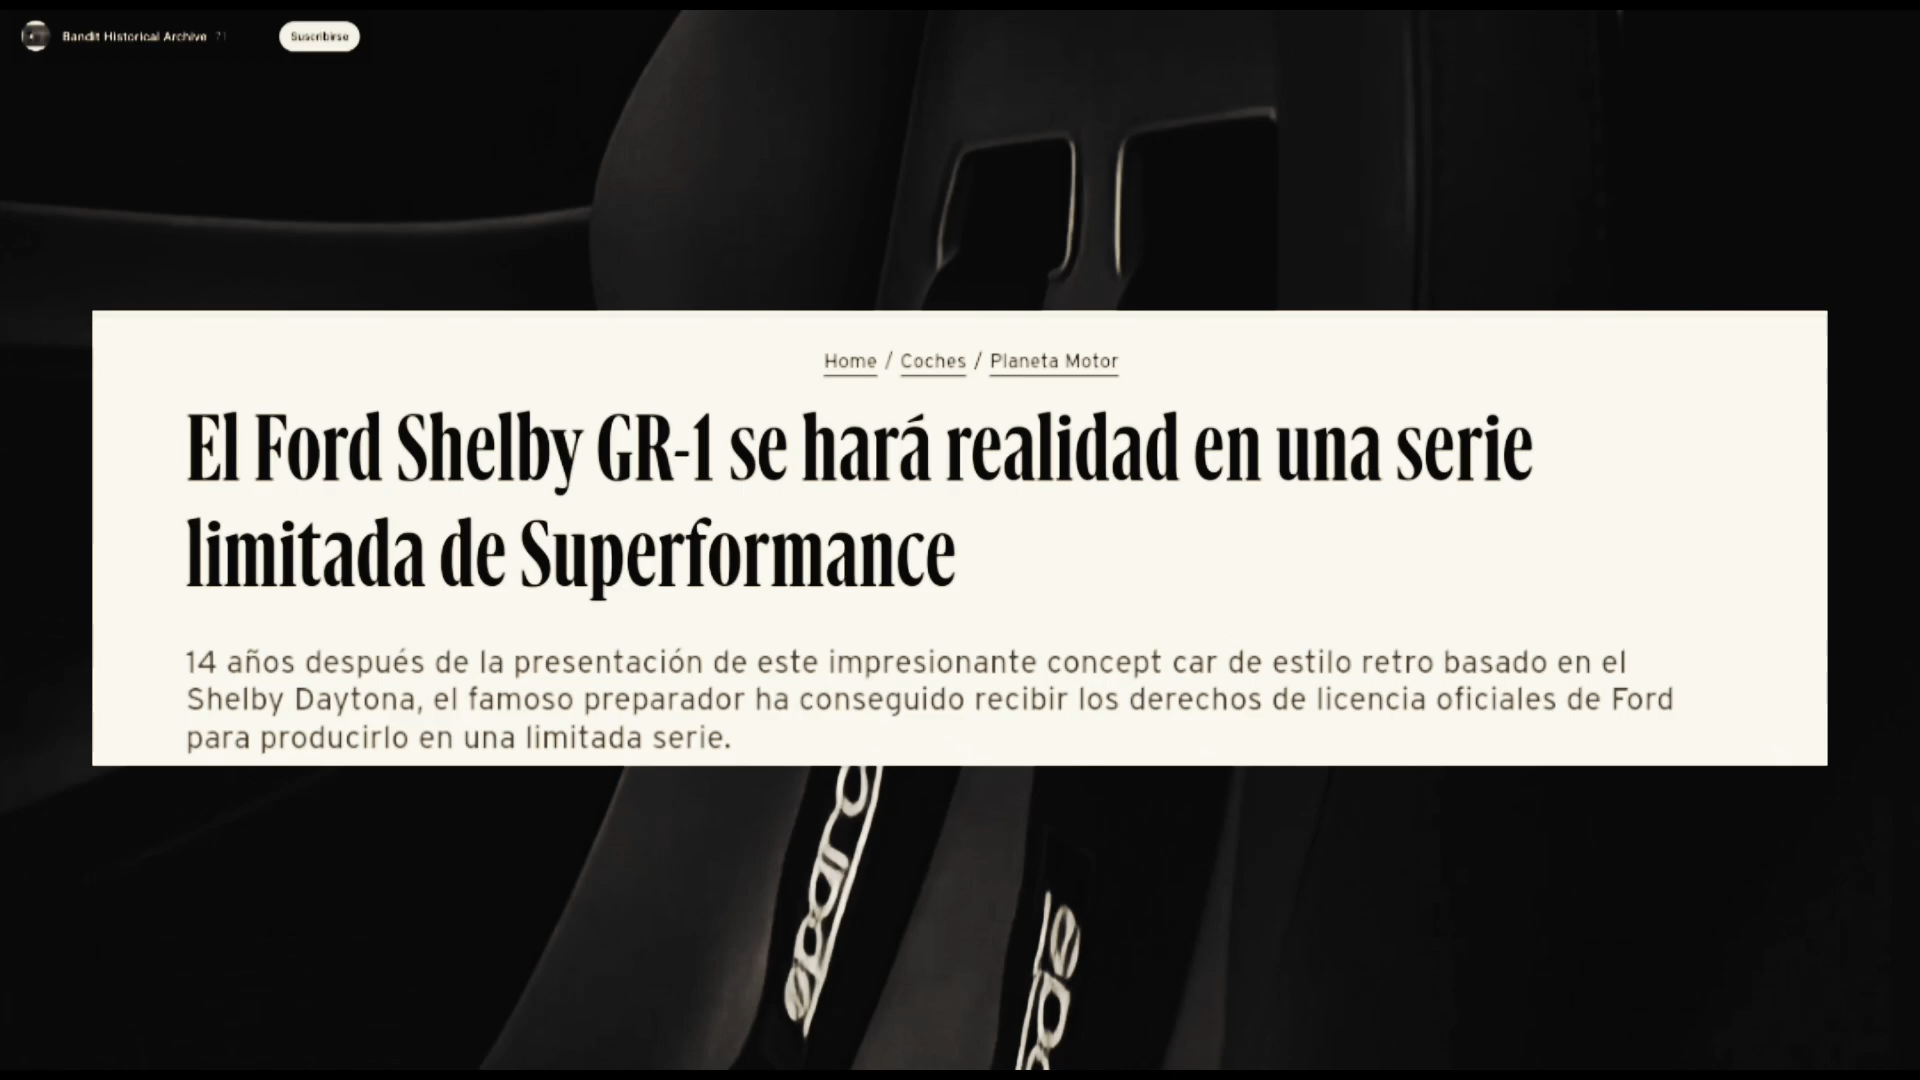 Bandit Historical Archive 71
Suscribirse
Home / Coches / Planeta Motor
El Ford Shelby GR-1 se hará realidad en una serie
limitada de Superformance
14 años después de la presentación de este impresionante concept car de estilo retro basado en el
Shelby Daytona, el famoso preparador ha conseguido recibir los derechos de licencia oficiales de Ford
para producirlo en una limitada serie.